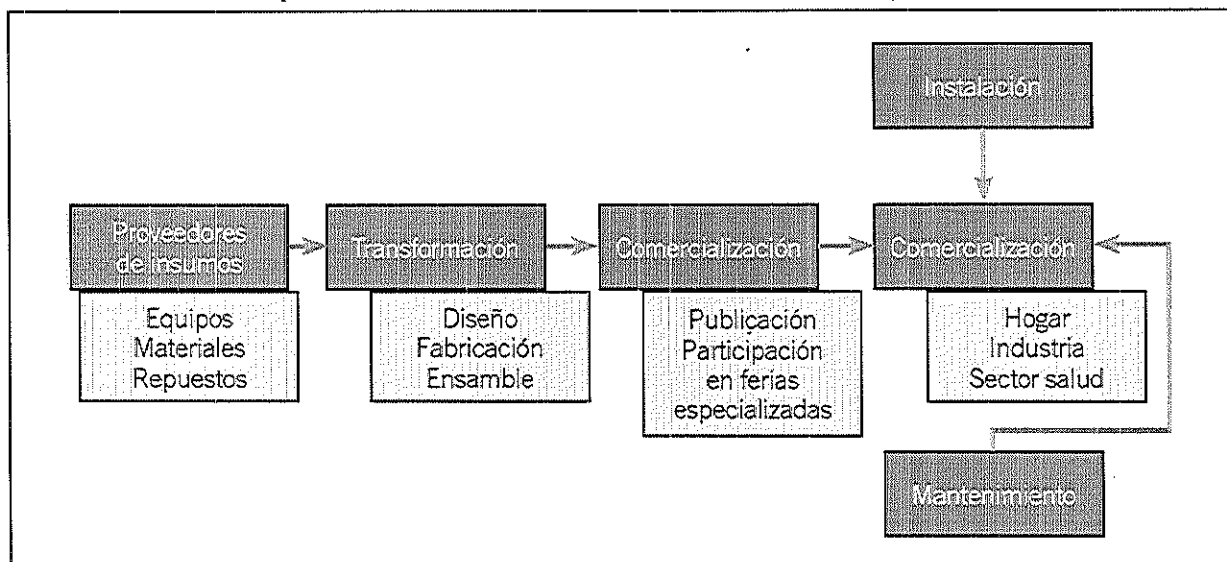 Instalación
Proveedores
de insumos
Transformación
Comercialización
Comercialización
Equipos
Materiales
Repuestos
Diseño
Fabricación
Ensamble
Publicación
Participación
en ferias
especializadas
Hogar
Industria
Sector salud
Mantenimiento